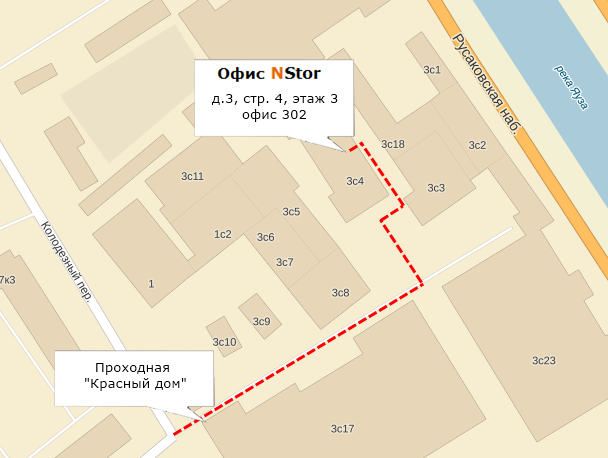 Офис NStor
д.3, стр. 4, этаж 3
офис 302
Русаковская наб.
река Яуза
3с1
3с18
3с2
3с11
3с4
3с3
3с5
1с2
3с6
3с7
Колодезный пер.
7к3
1
3с8
3с9
3с10
Проходная
"Красный дом"
3с23
3с17